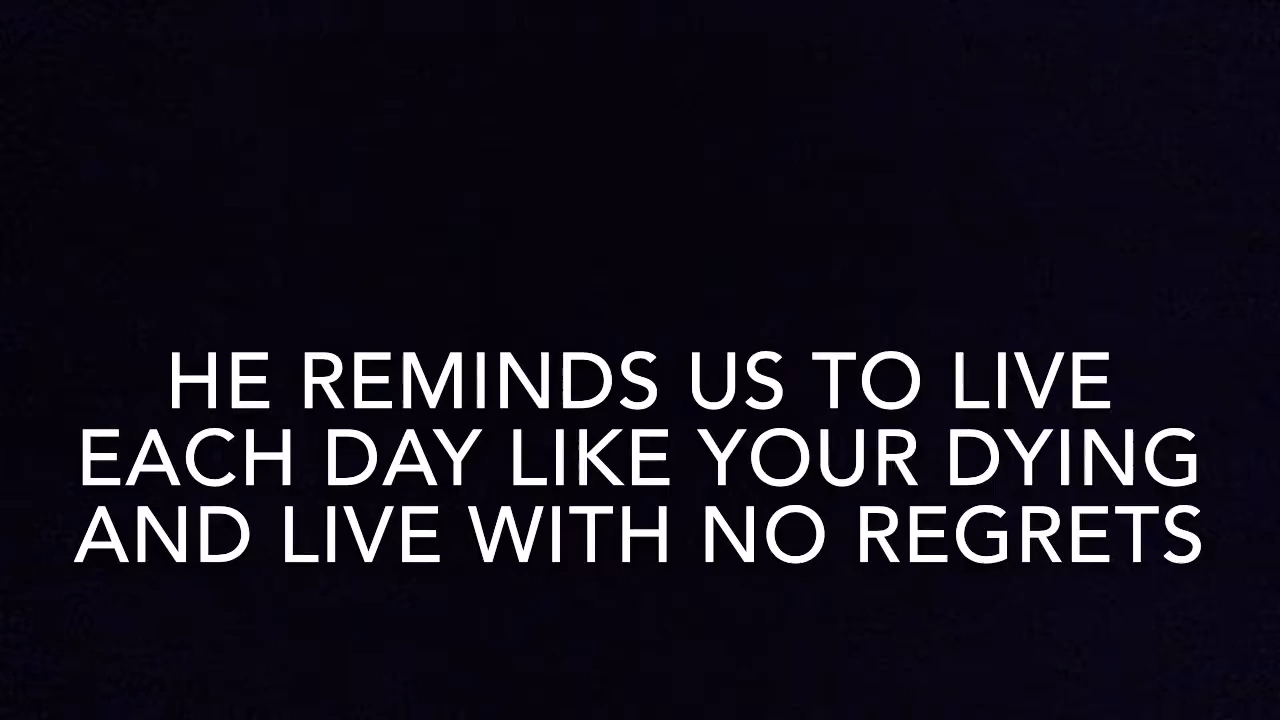 HE REMINDS US TO LIVE
EACH DAY LIKE YOUR DYING
AND LIVE WITH NO REGRETS